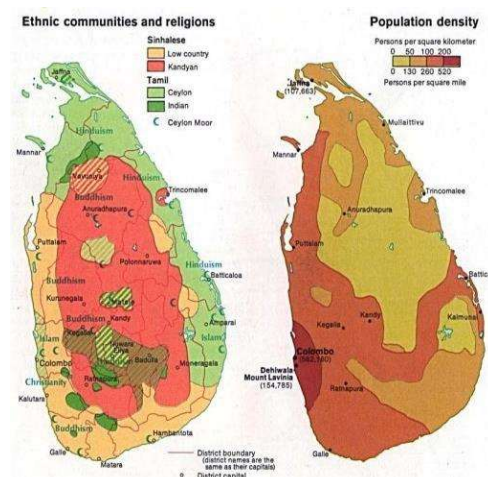 Ethnic communities and religions
Sinhalese
Low country
Kandyan
Tamil
Ceylon
Indian
Ceylon Moor
Jaffna
Hinduism
Mannar
Vavuniya
Hinduism
Buddhism
Trincomalee
Anuradhapura
Puttalam
Polonnaruwa
Hinduism
Buddhism
Batticaloa
Kurunegala
Matale
Kandy
Buddhism
Amparai
Kegalla
Islam
Nuwara
Eliya
Islam
Hinduism
Badulla
Colombo
Moneragala
Ratnapura
Christianity
Kalutara
Buddhism
Hambantota
Galle
Matara
District boundary
(district names are the
same as their capitals)
District capital
Population density
Persons per square kilometer
0 50 100 200
0 130 260 520
Persons per square mile
Jaffna
(107,663)
Mullaittivu
Mannar
Trincomalee
Anuradhapura
Puttalam
Kalmunai
Kandy
Kegalla
Colombo
Dehiwala
Mount Lavinia
(154,785)
Ratnapura
Galle